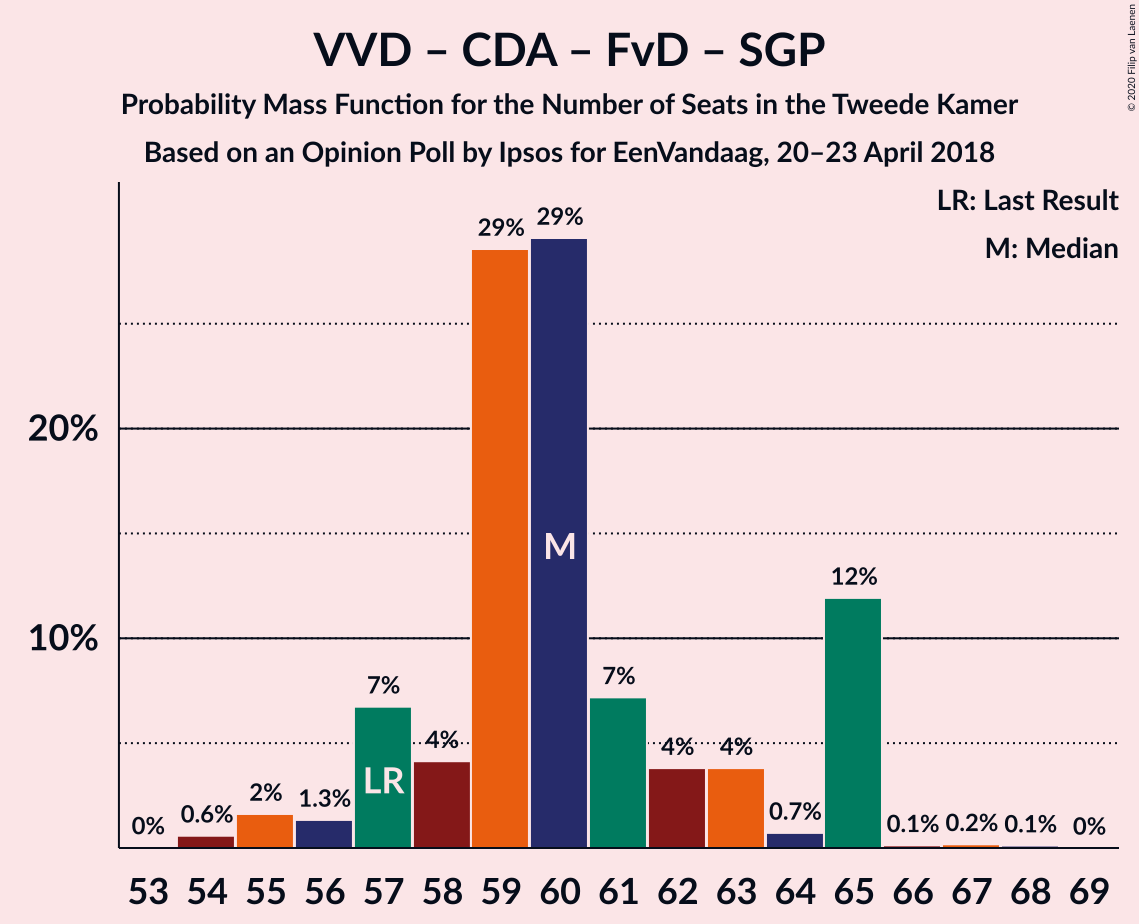 VVD – CDA – FvD – SGP
Probability Mass Function for the Number of Seats in the Tweede Kamer
Based on an Opinion Poll by Ipsos for EenVandaag, 20–23 April 2018
© 2020 Filip van Laenen
LR: Last Result
M: Median
20%
10%
0%
0.6%
2%
1.3%
7%
4%
29%
29%
7%
4%
4%
0.7%
12%
0.1%
0.2%
0.1%
0%
LR
M
53 54 55 56 57 58 59 60 61 62 63 64 65 66 67 68 69